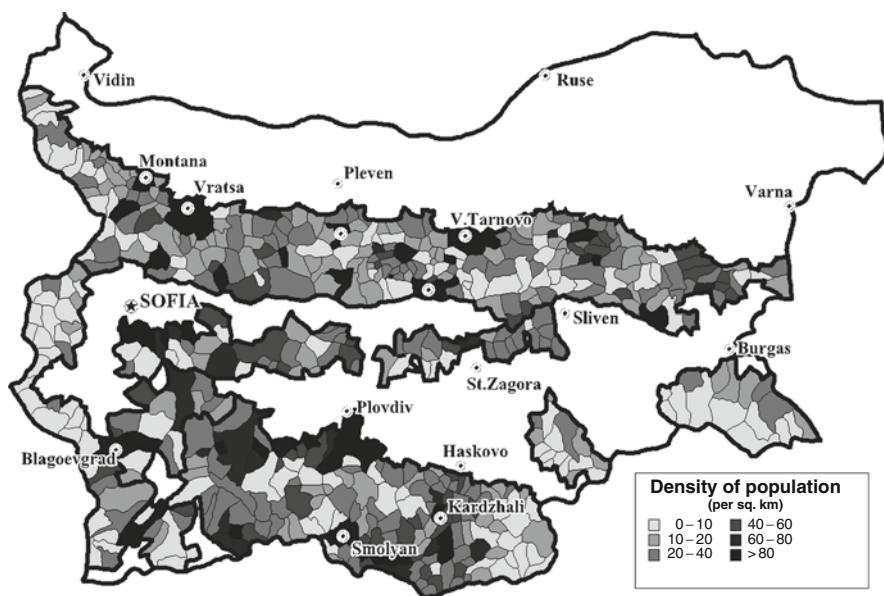 Vidin
Ruse
Montana
Pleven
Vratsa
Varna
V.Tarnovo
SOFIA
Sliven
Burgas
St.Zagora
Plovdiv
Blagoevgrad
Haskovo
Kardzhali
Smolyan
Density of population
(per sq. km)
0–10
10–20
20–40
40–60
60–80
>80